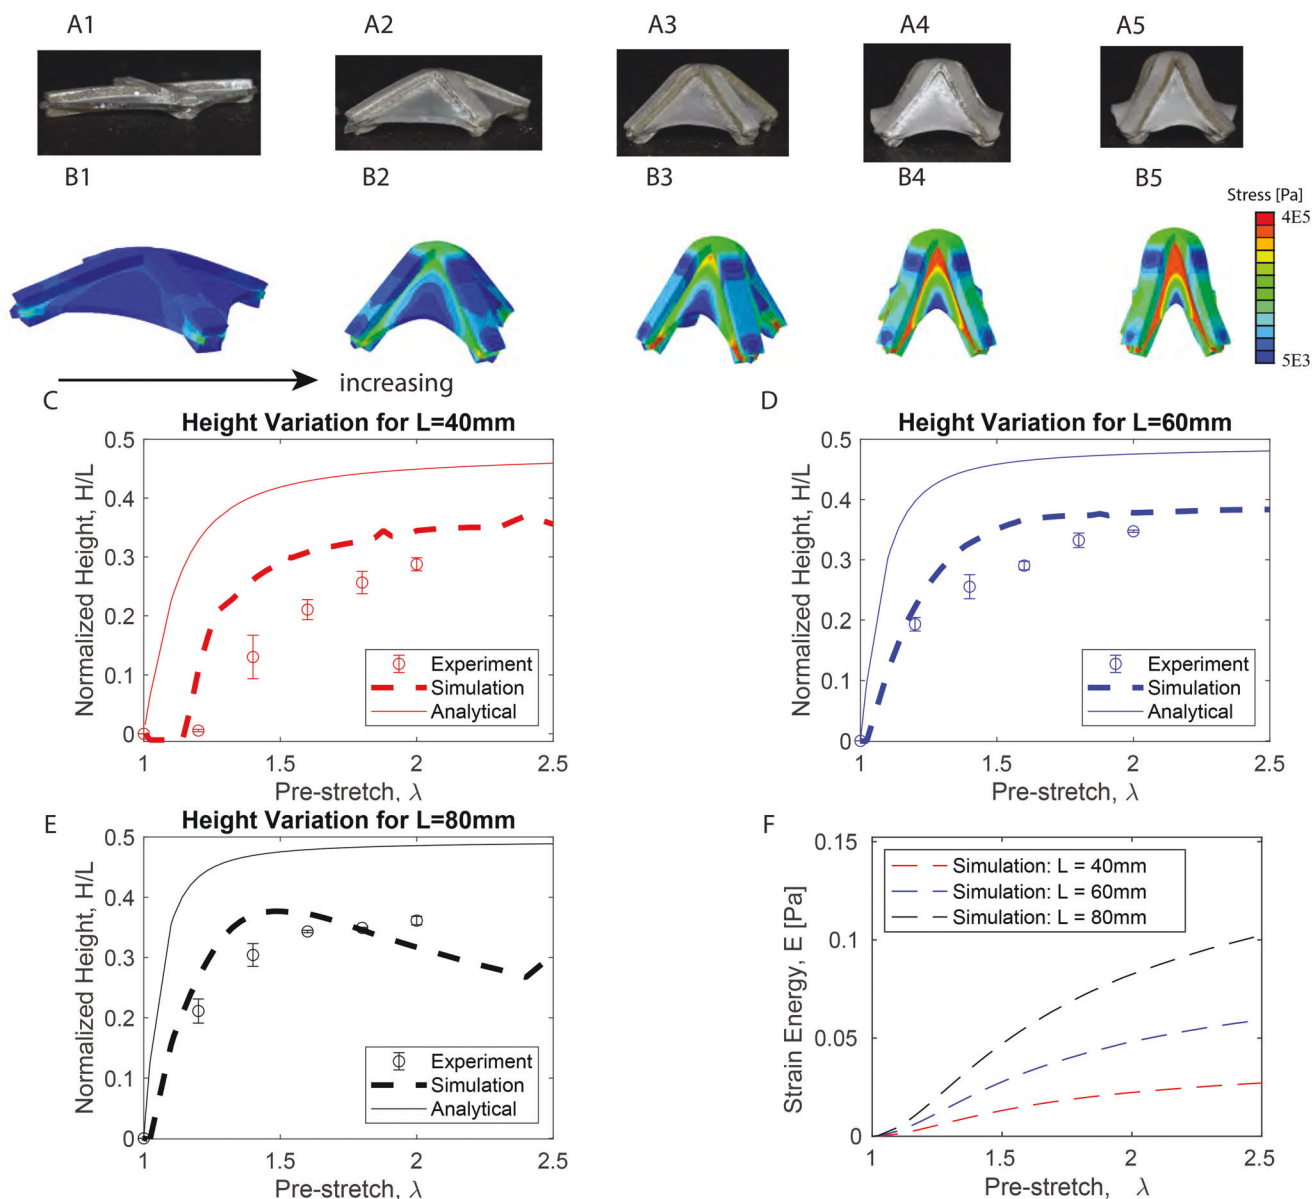 A1 A2 A3 A4 A5
B1 B2 B3 B4 B5
Stress [Pa]
4E5
5E3
increasing
C
Height Variation for L=40mm
Normalized Height, H/L
0.5
0.4
0.3
0.2
0.1
0
Experiment
Simulation
Analytical
1 1.5 2 2.5
Pre-stretch, λ
D
Height Variation for L=60mm
Normalized Height, H/L
0.5
0.4
0.3
0.2
0.1
0
Experiment
Simulation
Analytical
1 1.5 2 2.5
Pre-stretch, λ
E
Height Variation for L=80mm
Normalized Height, H/L
0.5
0.4
0.3
0.2
0.1
0
Experiment
Simulation
Analytical
1 1.5 2 2.5
Pre-stretch, λ
F
Strain Energy, E [Pa]
0.15
0.1
0.05
0
Simulation: L = 40mm
Simulation: L = 60mm
Simulation: L = 80mm
1 1.5 2 2.5
Pre-stretch, λ